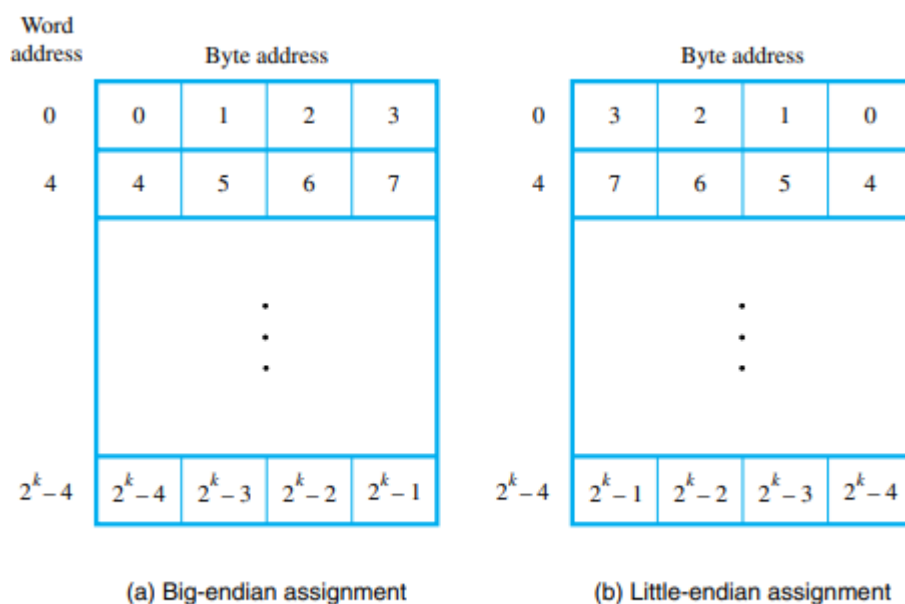 Word
address
Byte address
Byte address
0 0 1 2 3
0 3 2 1 0
4 4 5 6 7
4 7 6 5 4
2^k – 4 2^k – 4 2^k – 3 2^k – 2 2^k – 1
2^k – 4 2^k – 1 2^k – 2 2^k – 3 2^k – 4
(a) Big-endian assignment
(b) Little-endian assignment